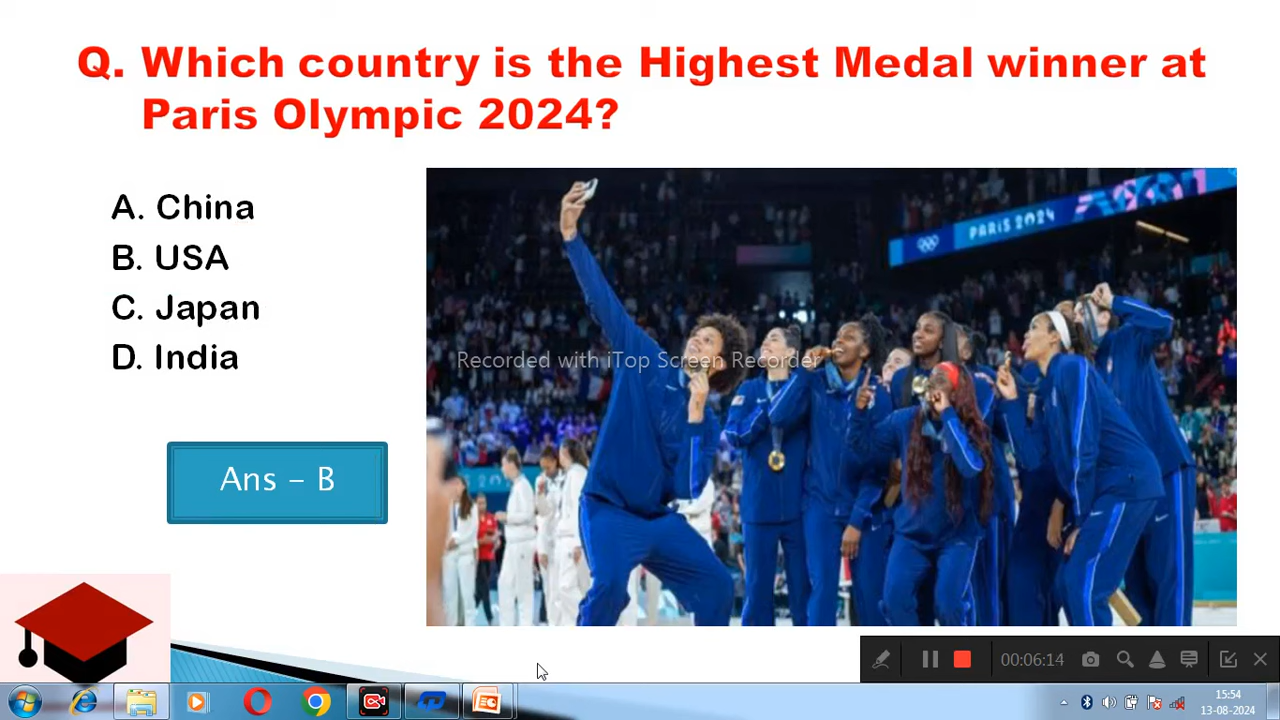 Q. Which country is the Highest Medal winner at
Paris Olympic 2024?
A. China
B. USA
C. Japan
D. India
Ans – B
PARIS 2024
Recorded with iTop Screen Recorder
00:06:14
15:54
13-08-2024